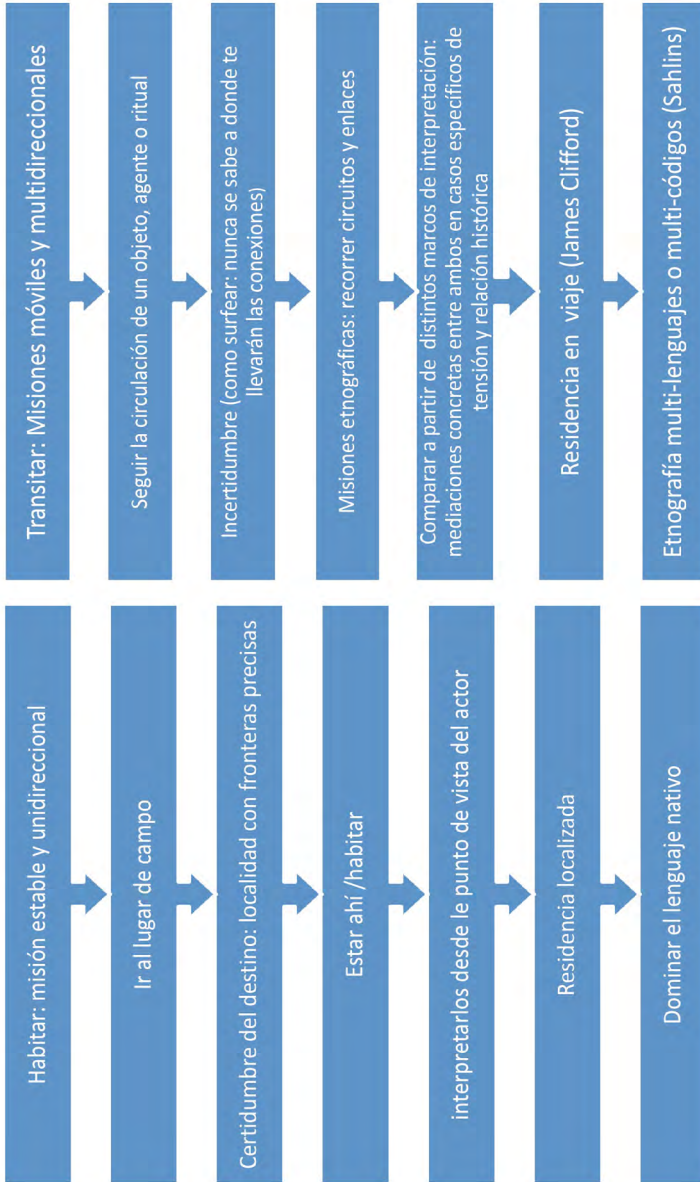 Habitar: misión estable y unidireccional
Ir al lugar de campo
Certidumbre del destino: localidad con fronteras precisas
Estar ahí /habitar
interpretarlos desde le punto de vista del actor
Residencia localizada
Dominar el lenguaje nativo
Transitar: Misiones móviles y multidireccionales
Seguir la circulación de un objeto, agente o ritual
Incertidumbre (como surfear: nunca se sabe a donde te
llevarán las conexiones)
Misiones etnográficas: recorrer circuitos y enlaces
Comparar a partir de distintos marcos de interpretación:
mediaciones concretas entre ambos en casos específicos de
tensión y relación histórica
Residencia en viaje (James Clifford)
Etnografía multi-lenguajes o multi-códigos (Sahlins)